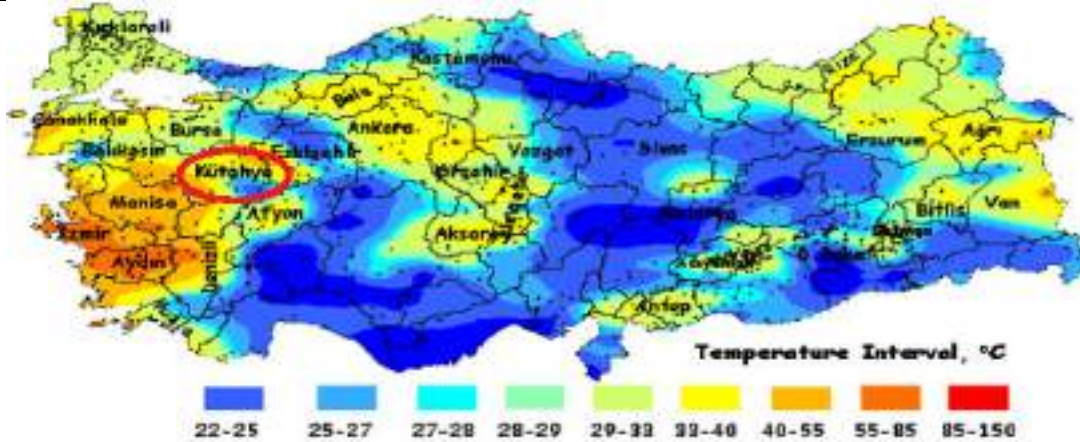 Kırklareli
Kastamonu
Rize
Bolu
Çanakkale
Bursa
Ankara
Erzurum
Ağrı
Balıkesir
Eskişehir
Yozgat
Sivas
Kütahya
Kırşehir
Manisa
Afyon
Bitlis
Van
İzmir
Aksaray
Aydın
Denizli
Antep
Temperature Interval, °C
22-25
25-27
27-28
28-29
29-33
33-40
40-55
55-85
85-150